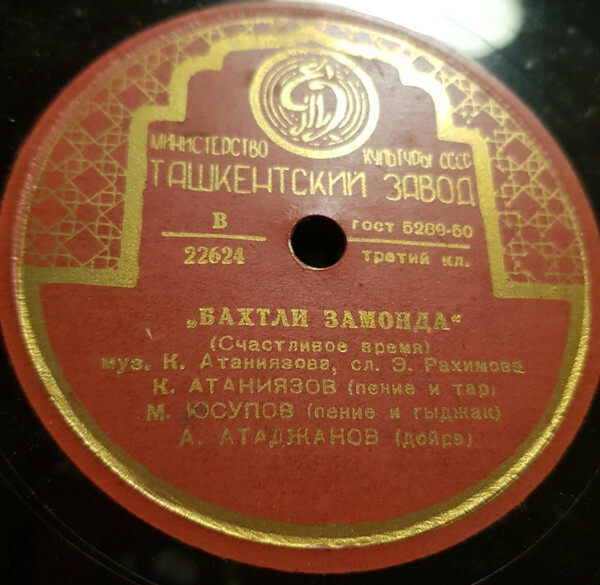 МИНИСТЕРСТВО КУЛЬТУРЫ СССР
ТАШКЕНТСКИЙ ЗАВОД
В
22624
ГОСТ 5289-50
третий кл.
„БАХТЛИ ЗАМОНДА“
(Счастливое время)
муз. К. Атаниязова, сл. Э. Рахимова
К. АТАНИЯЗОВ (пение и тар)
М. ЮСУПОВ (пение и гыджак)
А. АТАДЖАНОВ (дойра)